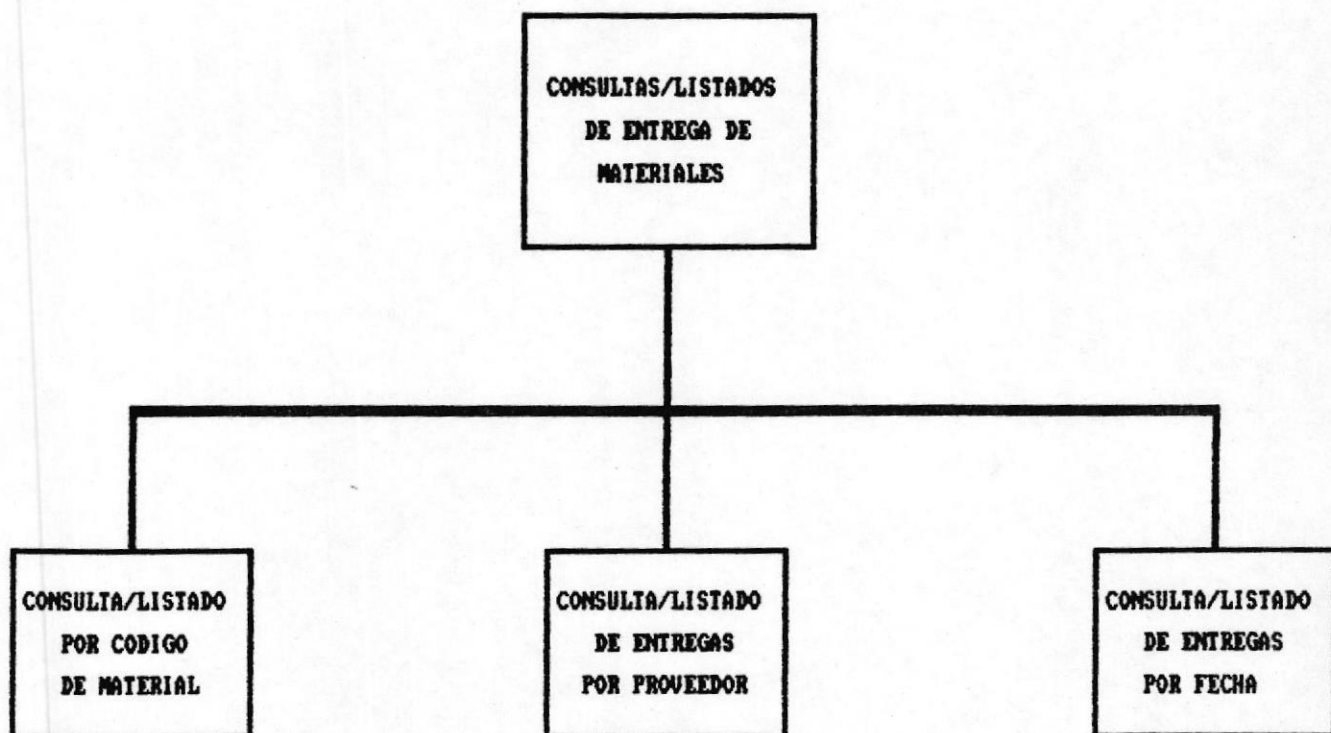 CONSULTAS/LISTADOS
DE ENTREGA DE
MATERIALES
CONSULTA/LISTADO
POR CODIGO
DE MATERIAL
CONSULTA/LISTADO
DE ENTREGAS
POR PROVEEDOR
CONSULTA/LISTADO
DE ENTREGAS
POR FECHA